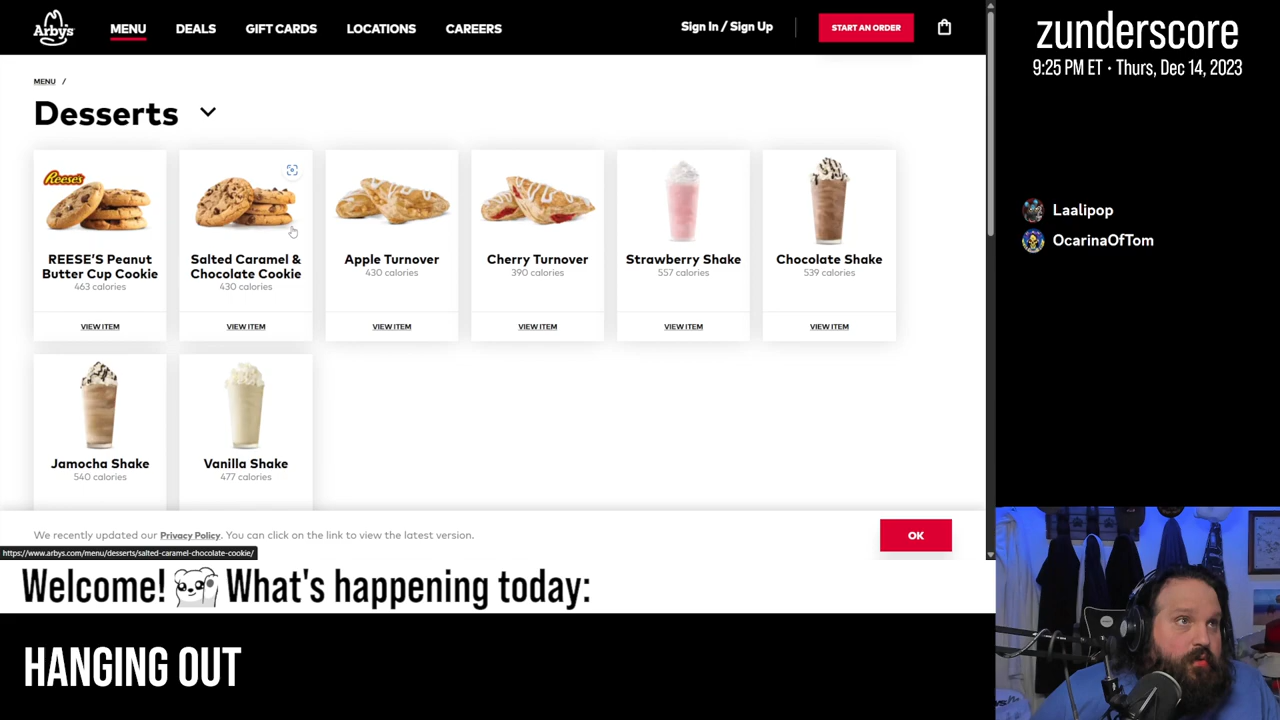 Arby's
MENU
DEALS
GIFT CARDS
LOCATIONS
CAREERS
Sign In / Sign Up
START AN ORDER
zunderscore
9:25 PM ET • Thurs, Dec 14, 2023
MENU /
Desserts
Laalipop
OcarinaOfTom
REESE'S
REESE'S Peanut
Butter Cup Cookie
463 calories
VIEW ITEM
Salted Caramel &
Chocolate Cookie
430 calories
VIEW ITEM
Apple Turnover
430 calories
VIEW ITEM
Cherry Turnover
390 calories
VIEW ITEM
Strawberry Shake
557 calories
VIEW ITEM
Chocolate Shake
539 calories
VIEW ITEM
Jamocha Shake
540 calories
Vanilla Shake
477 calories
We recently updated our Privacy Policy. You can click on the link to view the latest version.
OK
https://www.arbys.com/menu/desserts/salted-caramel-chocolate-cookie/
Welcome! What's happening today:
HANGING OUT